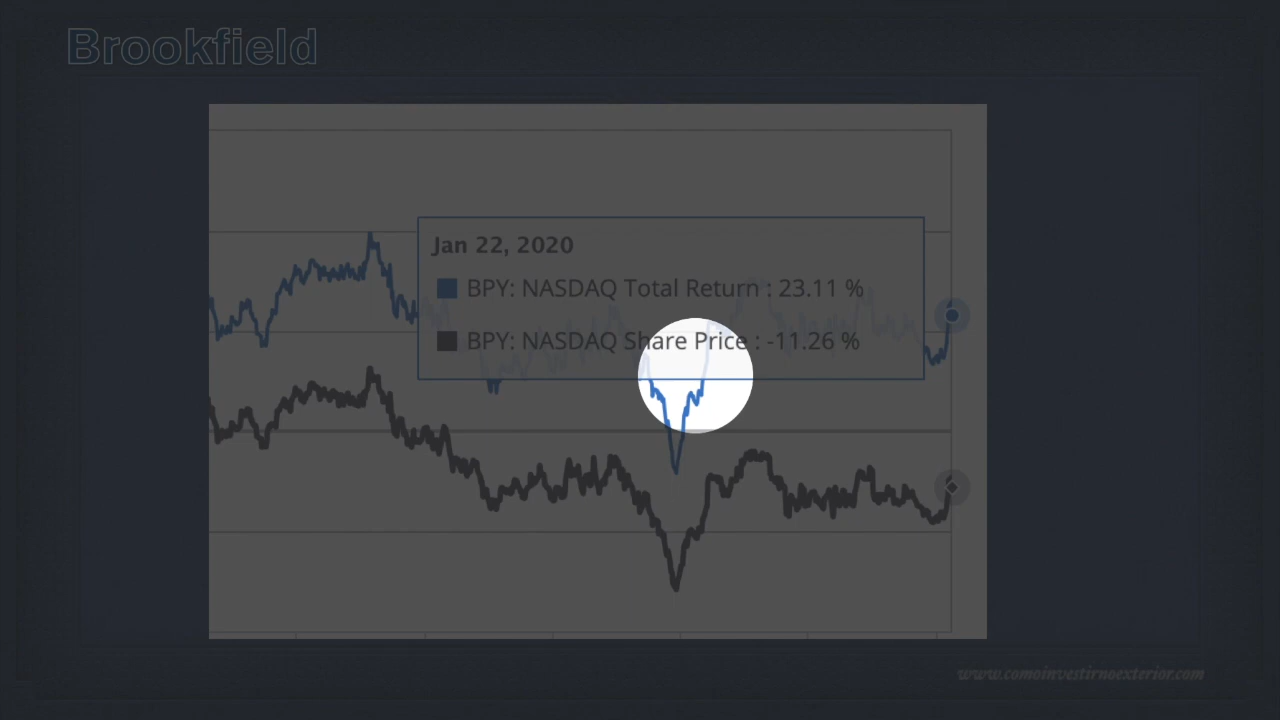 Brookfield
Jan 22, 2020
BPY: NASDAQ Total Return : 23.11 %
BPY: NASDAQ Share Price : -11.26 %
www.comoinvestirnoexterior.com